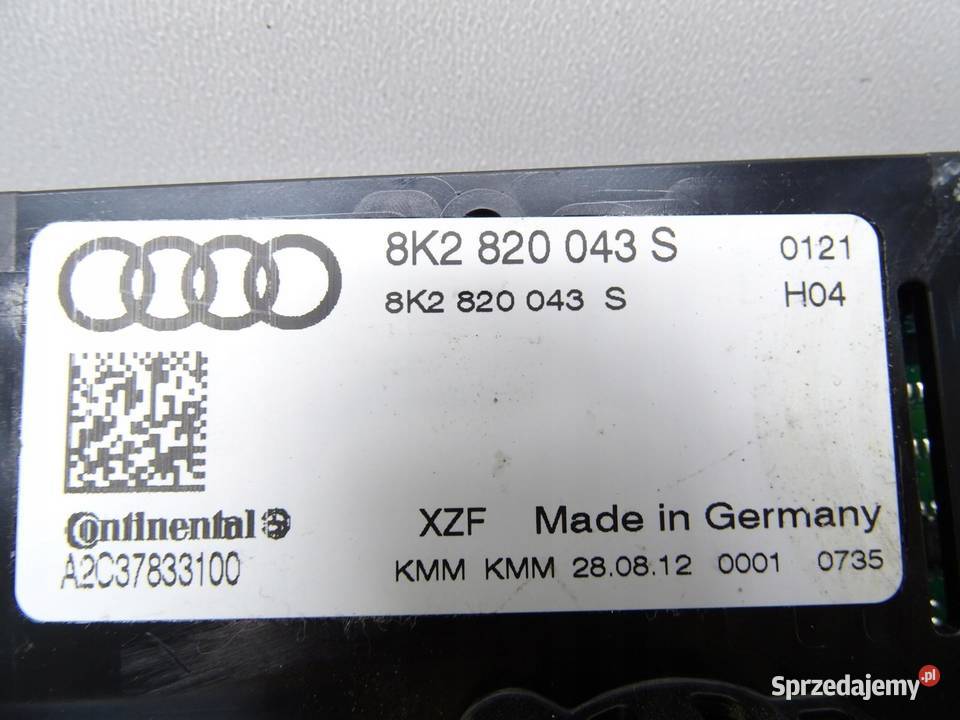 8K2 820 043 S 0121
8K2 820 043 S H04
Continental
XZF Made in Germany
A2C37833100
KMM KMM 28.08.12 0001 0735
Sprzedajemy.pl